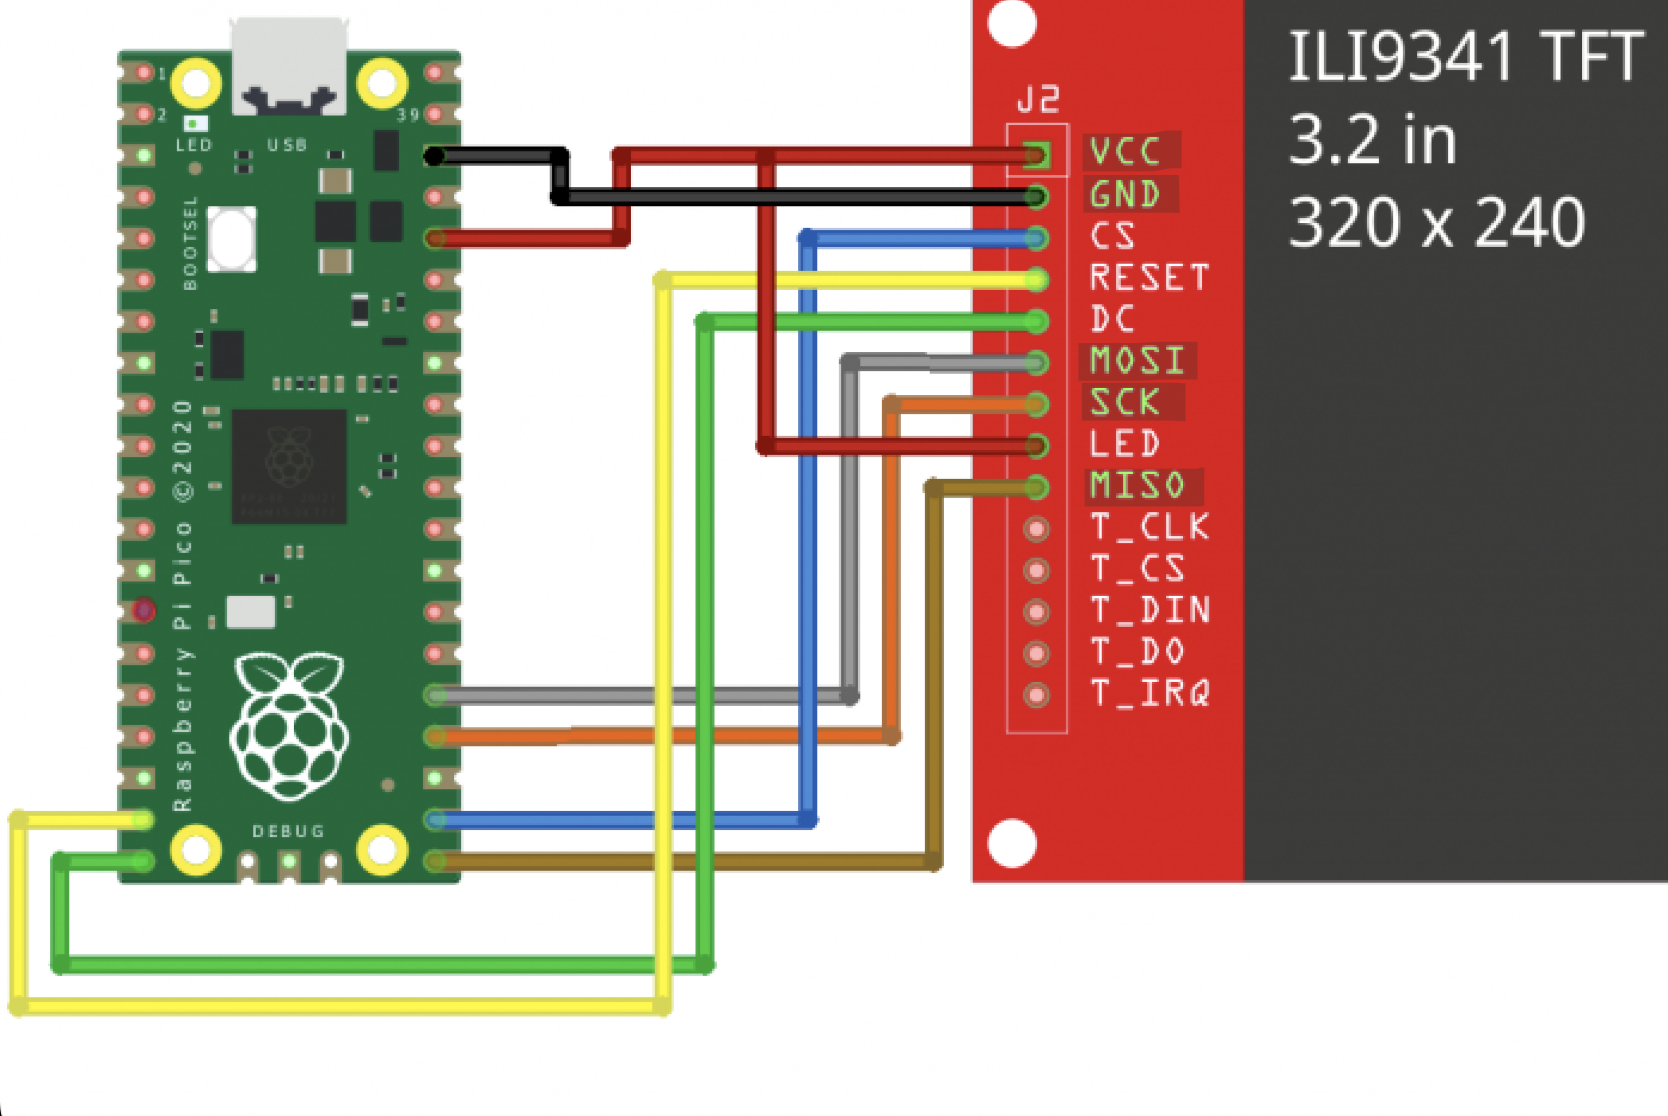 1
2
39
LED
USB
BOOTSEL
Raspberry Pi Pico ©2020
DEBUG
J2
VCC
GND
CS
RESET
DC
MOSI
SCK
LED
MISO
T_CLK
T_CS
T_DIN
T_DO
T_IRQ
ILI9341 TFT
3.2 in
320 x 240